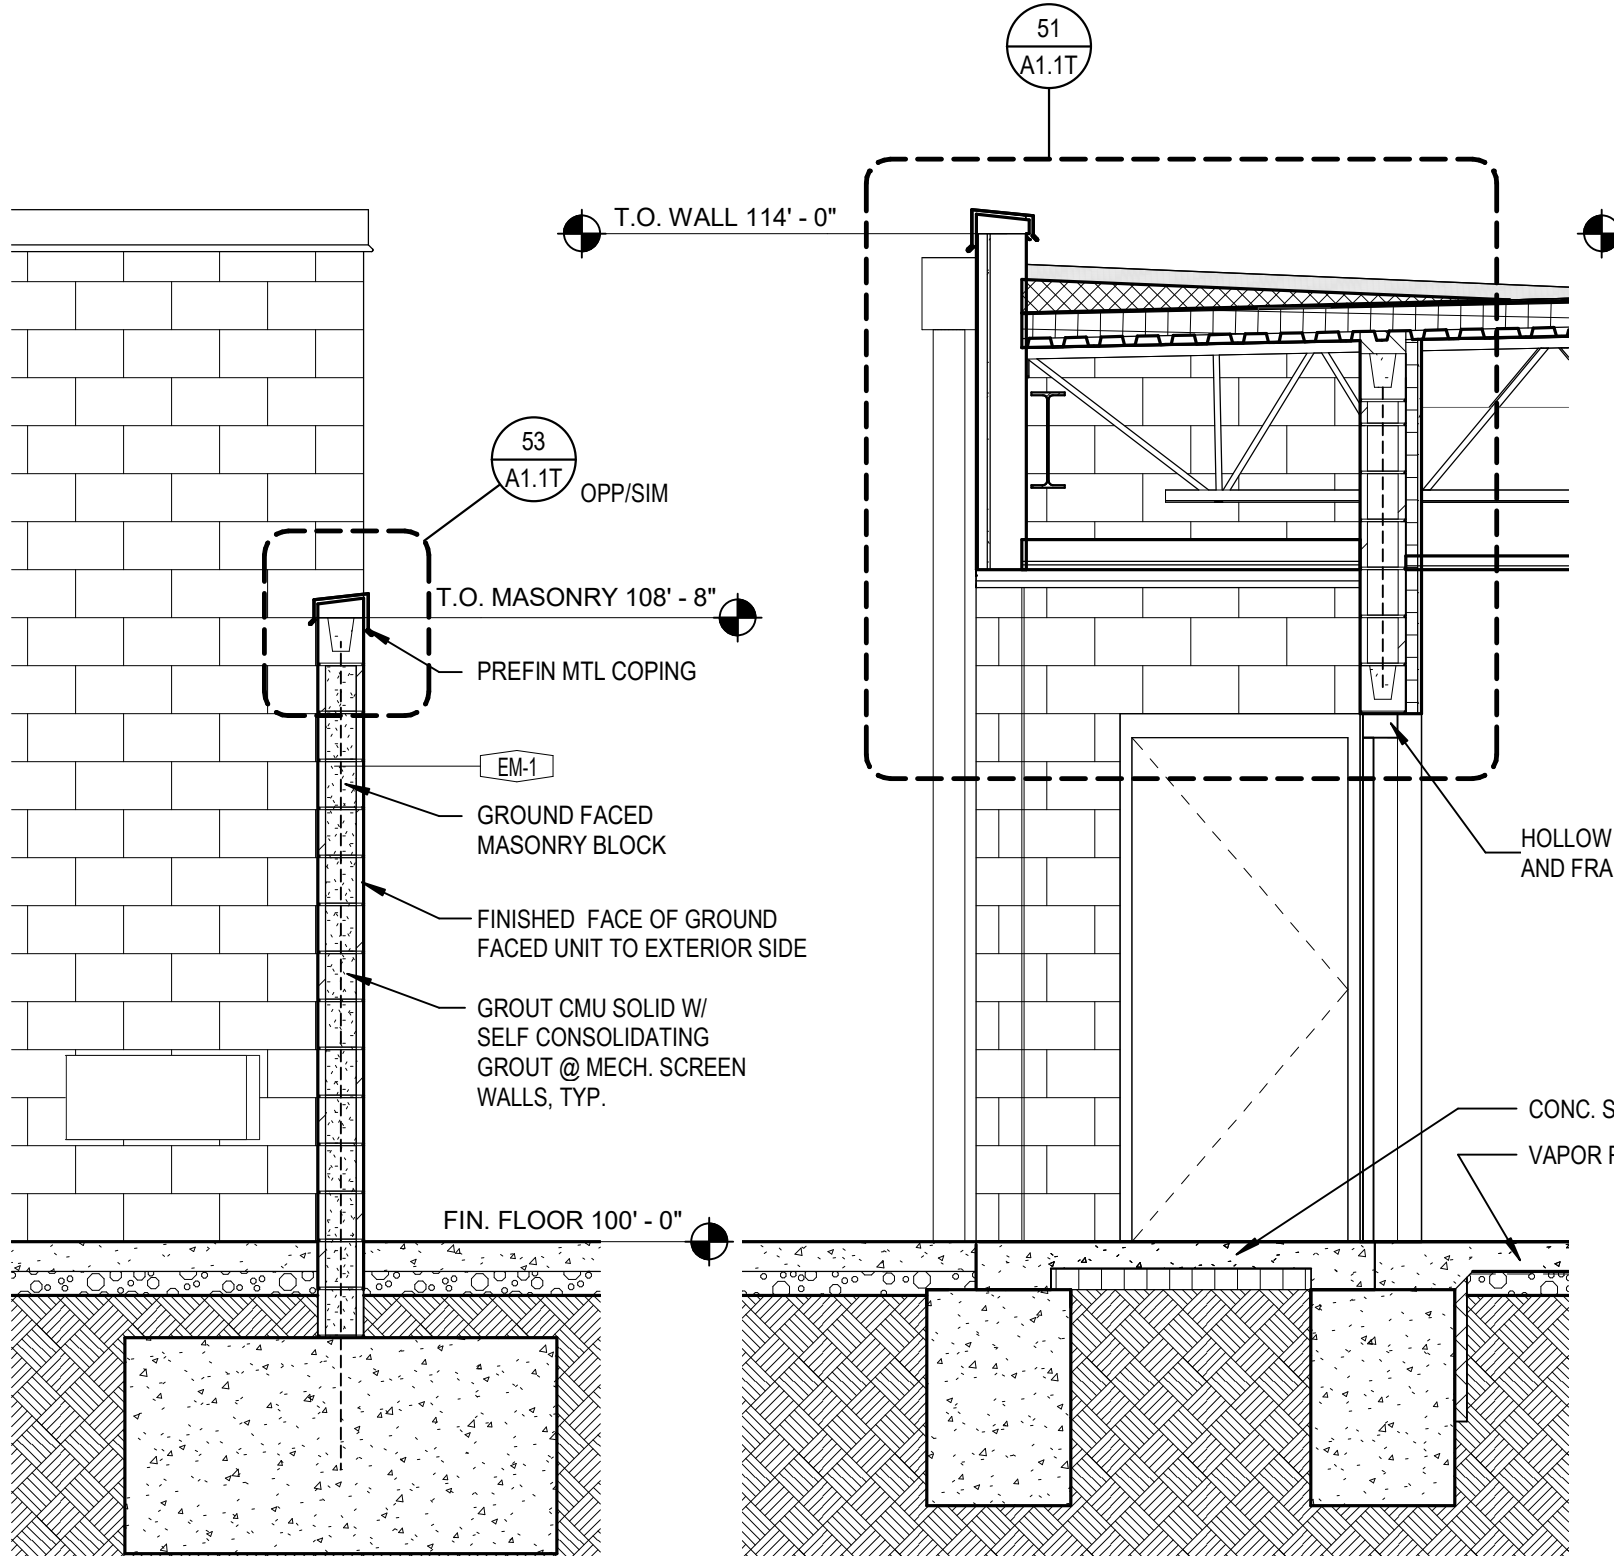 51
A1.1T
T.O. WALL 114' - 0"
53
A1.1T
OPP/SIM
T.O. MASONRY 108' - 8"
PREFIN MTL COPING
EM-1
GROUND FACED
MASONRY BLOCK
FINISHED FACE OF GROUND
FACED UNIT TO EXTERIOR SIDE
GROUT CMU SOLID W/
SELF CONSOLIDATING
GROUT @ MECH. SCREEN
WALLS, TYP.
FIN. FLOOR 100' - 0"
HOLLOW
AND FRA
CONC. S
VAPOR